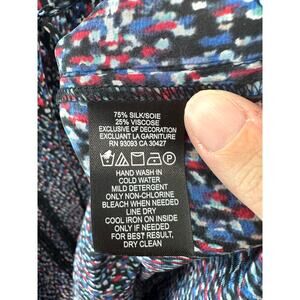 75% SILK/SOIE
25% VISCOSE
EXCLUSIVE OF DECORATION
EXCLUANT LA GARNITURE
RN 93093 CA 30427
HAND WASH IN
COLD WATER
MILD DETERGENT
ONLY NON-CHLORINE
BLEACH WHEN NEEDED
LINE DRY
COOL IRON ON INSIDE
ONLY IF NEEDED
FOR BEST RESULT,
DRY CLEAN